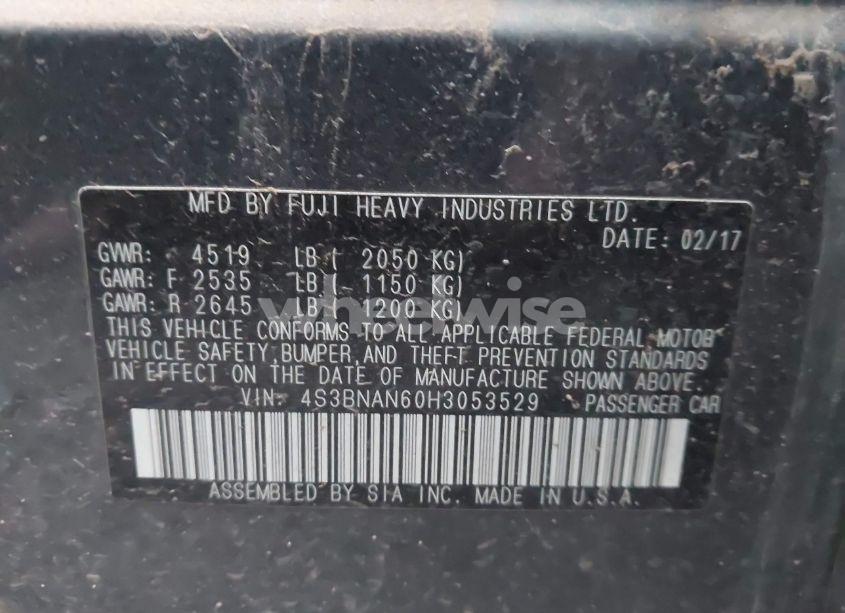 MFD BY FUJI HEAVY INDUSTRIES LTD.
DATE: 02/17
GVWR: 4519 LB ( 2050 KG)
GAWR: F 2535 LB ( 1150 KG)
GAWR: R 2645 LB ( 1200 KG)
wheelwise
THIS VEHICLE CONFORMS TO ALL APPLICABLE FEDERAL MOTOR
VEHICLE SAFETY, BUMPER, AND THEFT PREVENTION STANDARDS
IN EFFECT ON THE DATE OF MANUFACTURE SHOWN ABOVE.
VIN: 4S3BNAN60H3053529 PASSENGER CAR
ASSEMBLED BY SIA INC. MADE IN U.S.A.